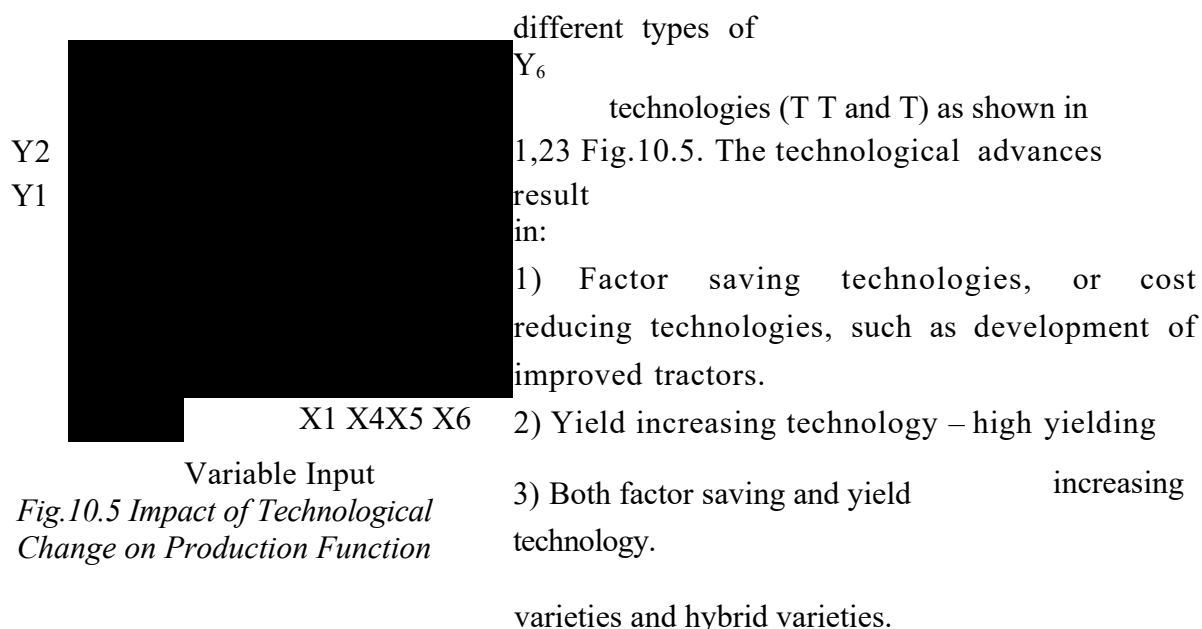 different types of
Y₆
technologies (T T and T) as shown in
Y2
1,23 Fig.10.5. The technological advances
Y1
result
in:
1) Factor saving technologies, or cost
reducing technologies, such as development of
improved tractors.
X1 X4X5 X6
2) Yield increasing technology – high yielding
Variable Input
Fig.10.5 Impact of Technological
Change on Production Function
3) Both factor saving and yield increasing
technology.
varieties and hybrid varieties.